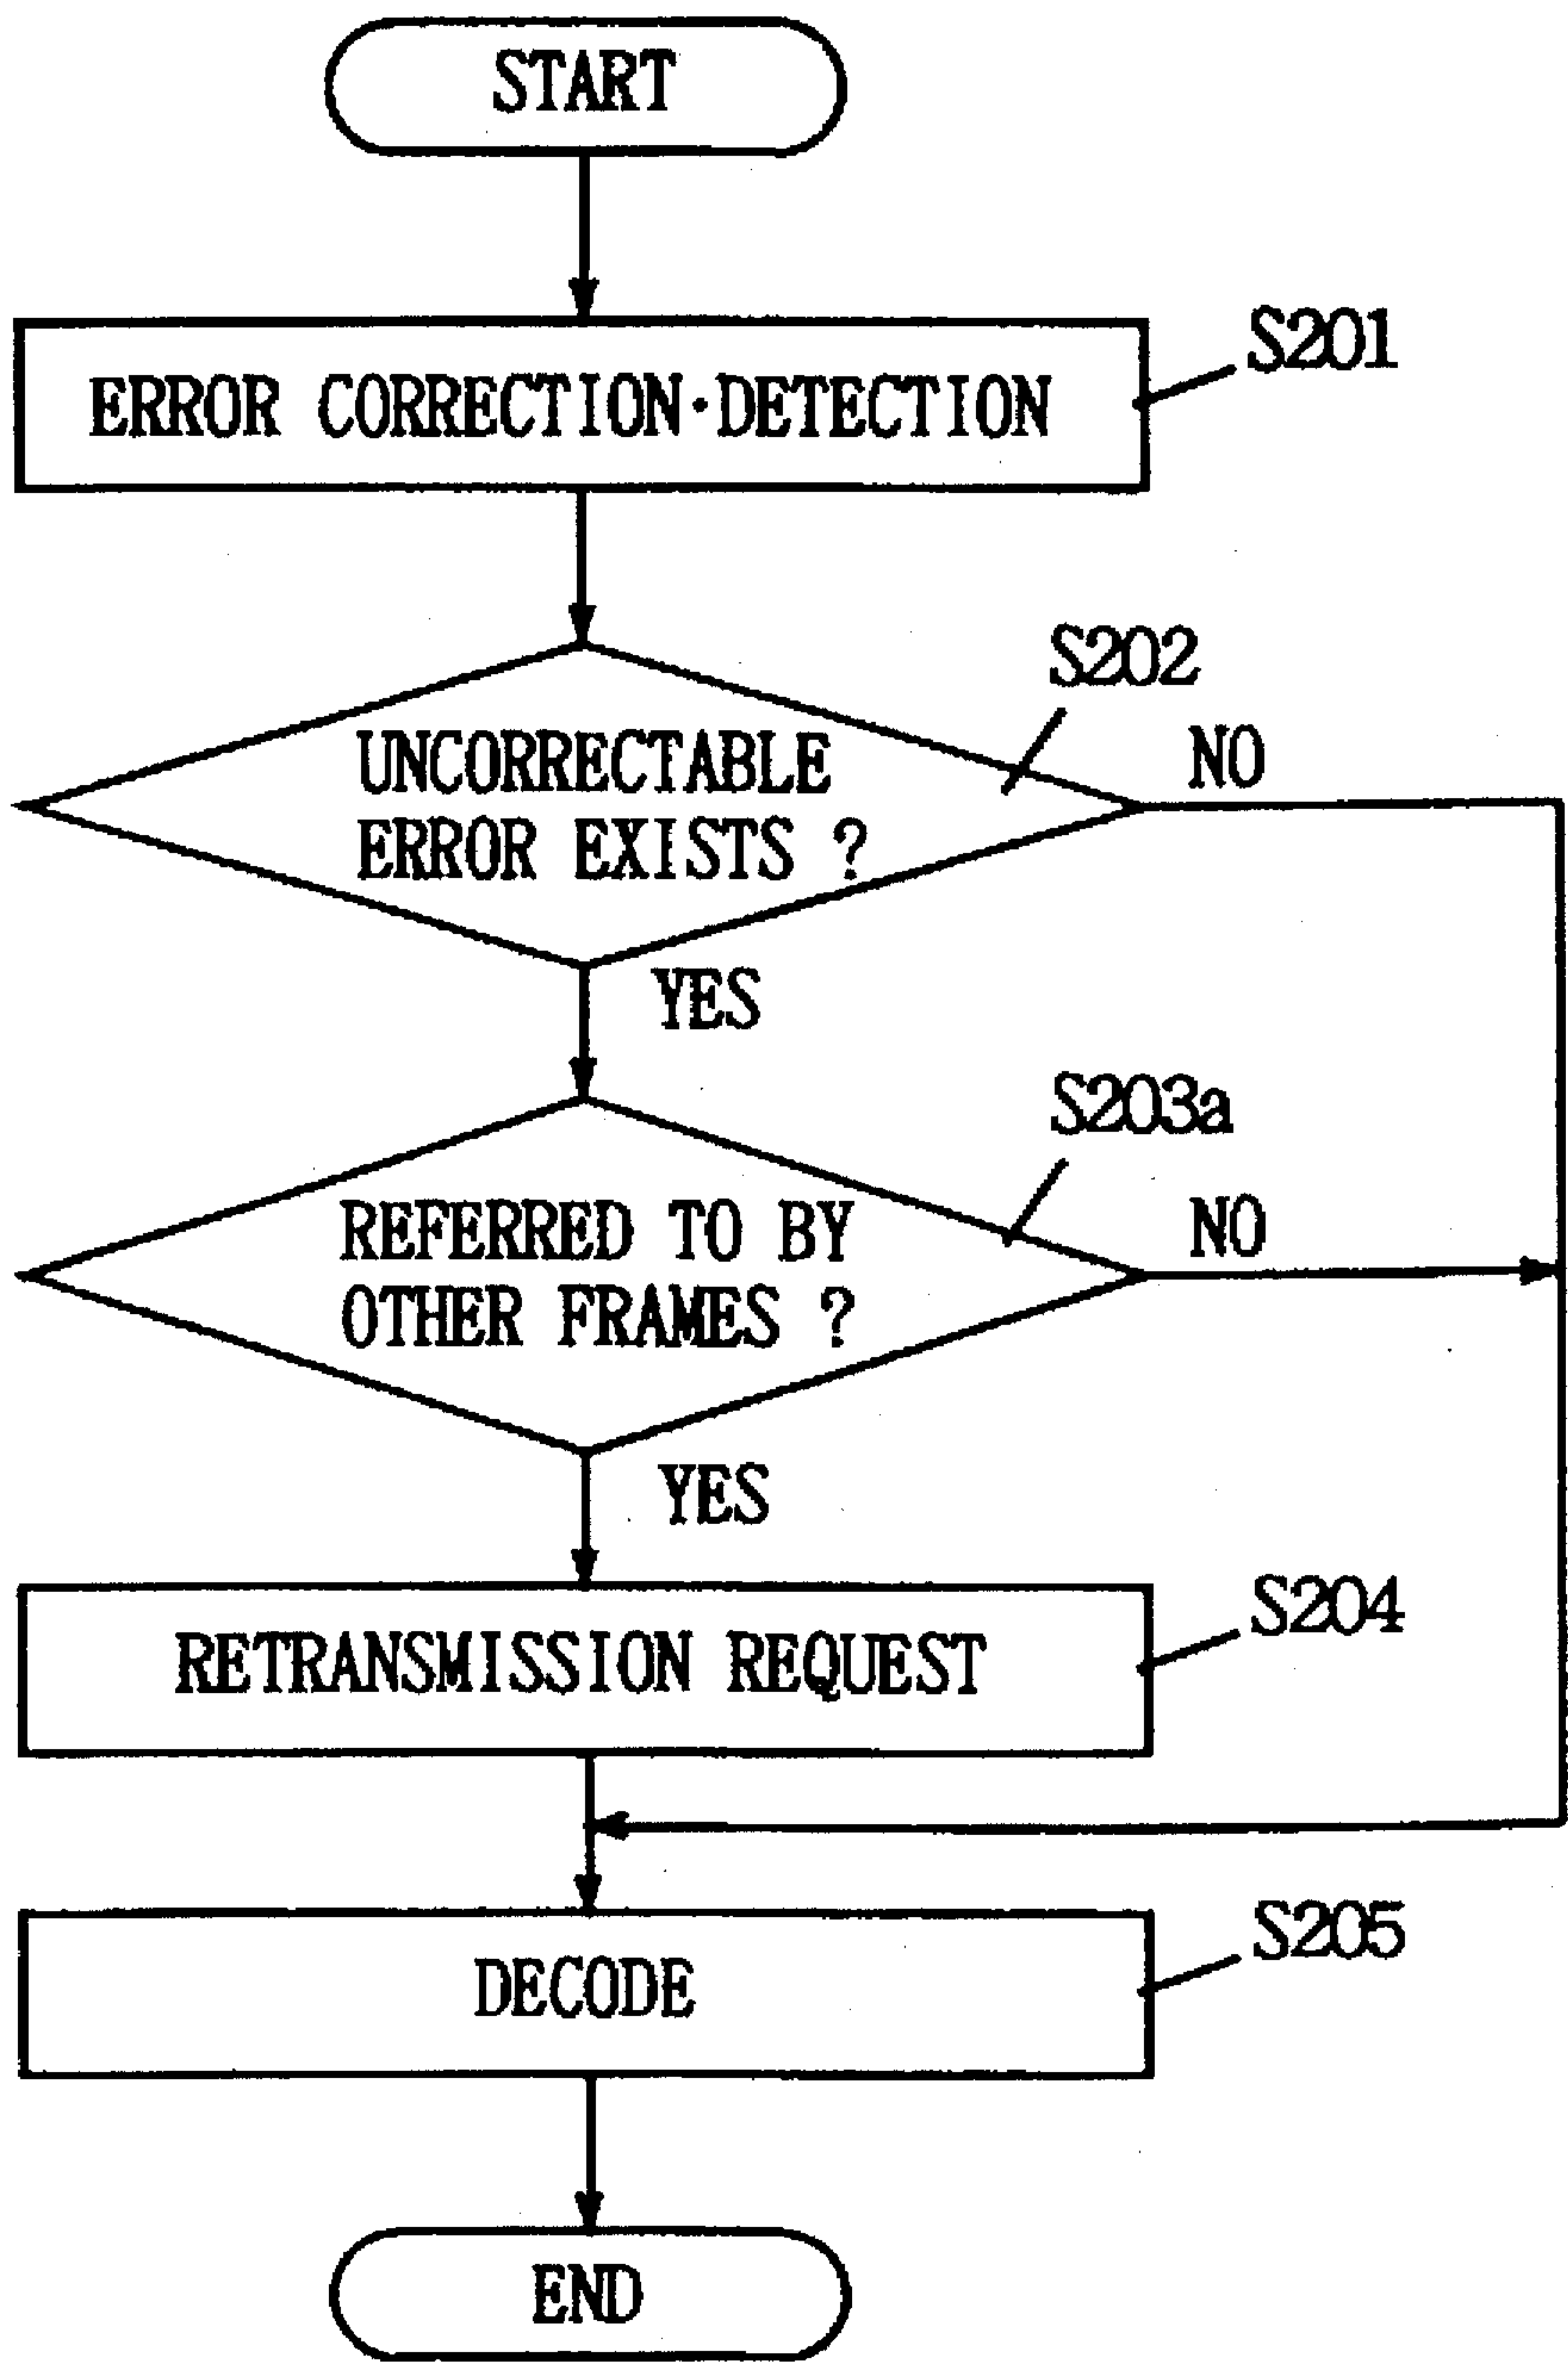 START
S201
ERROR CORRECTION·DETECTION
S202
NO
UNCORRECTABLE
ERROR EXISTS ?
YES
S203a
NO
REFERRED TO BY
OTHER FRAMES ?
YES
S204
RETRANSMISSION REQUEST
S205
DECODE
END